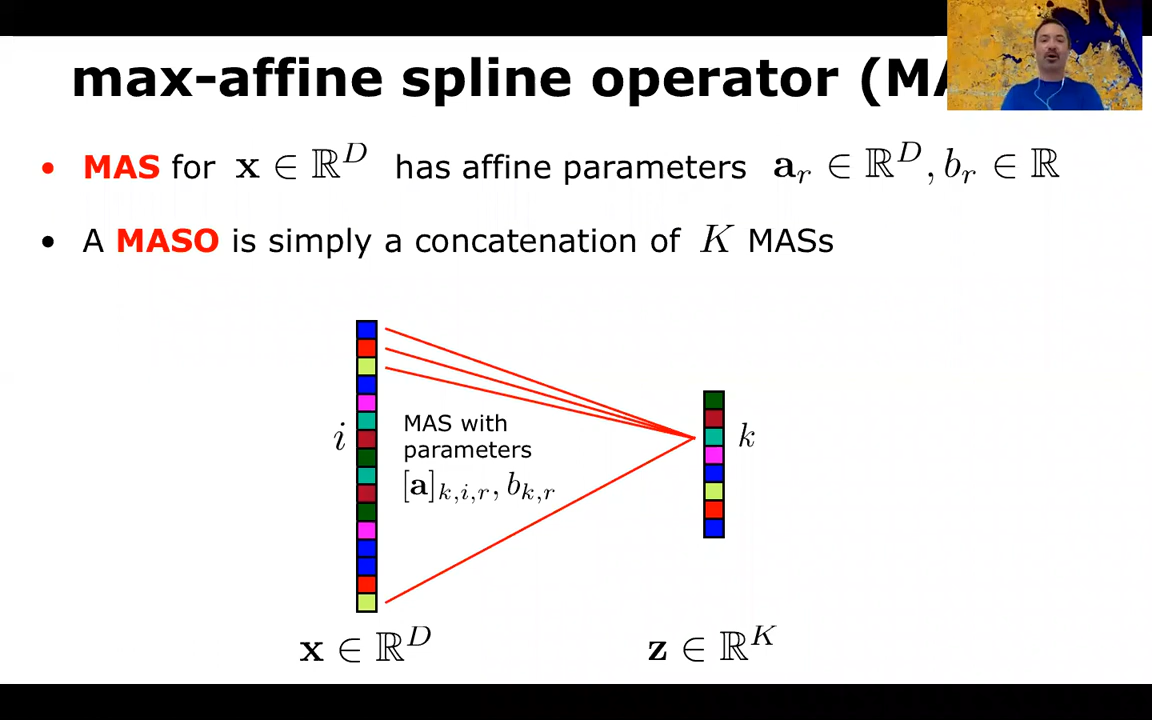 max-affine spline operator (MA
• MAS for x ∈ ℝ^D has affine parameters a_r ∈ ℝ^D, b_r ∈ ℝ
• A MASO is simply a concatenation of K MASs
i
MAS with
parameters
[a]_{k,i,r}, b_{k,r}
k
x ∈ ℝ^D
z ∈ ℝ^K